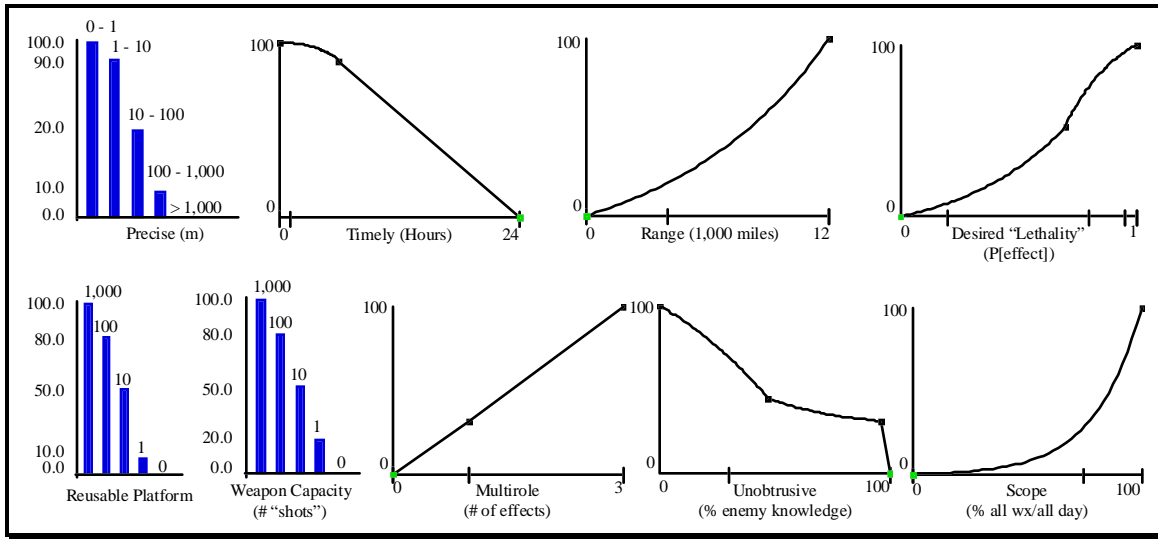 0 - 1
100.0
1 - 10
90.0
10 - 100
20.0
100 - 1,000
10.0
> 1,000
0.0
Precise (m)
100
0
0
Timely (Hours)
24
100
0
0
Range (1,000 miles)
12
100
0
0
Desired “Lethality”
1
(P[effect])
1,000
100.0
100
80.0
10
50.0
1
10.0
0
0.0
Reusable Platform
1,000
100.0
100
80.0
10
50.0
1
20.0
0
0.0
Weapon Capacity
(# “shots”)
100
0
0
Multirole
3
(# of effects)
100
0
0
Unobtrusive
100
(% enemy knowledge)
100
0
0
Scope
100
(% all wx/all day)